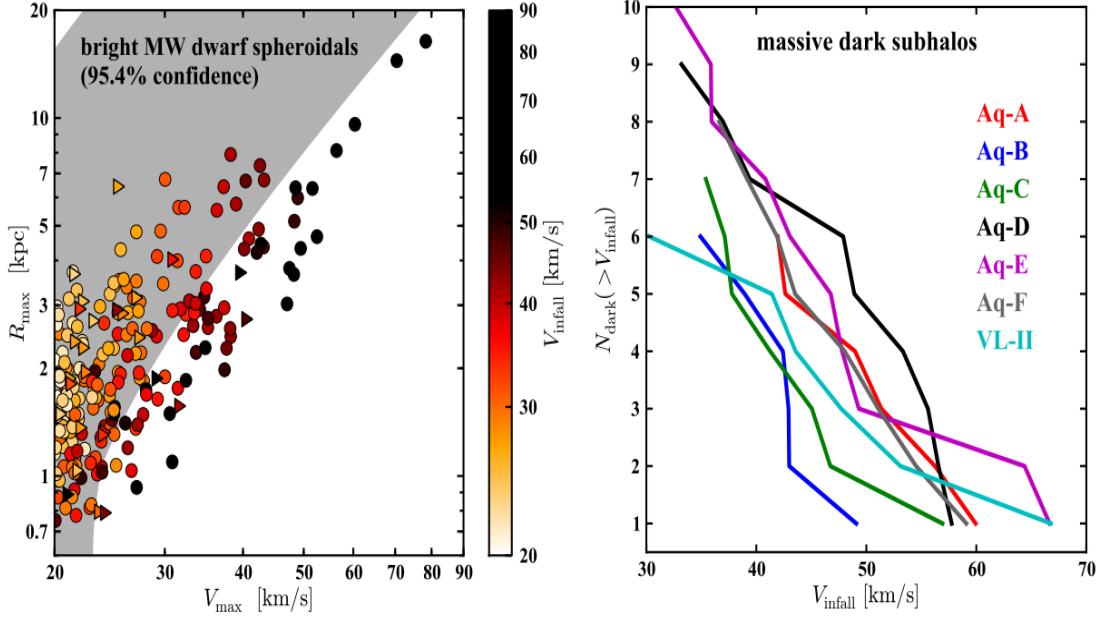 bright MW dwarf spheroidals
(95.4% confidence)
20
10
7
5
3
2
1
0.7
R_max [kpc]
20
30
40
50
60
70
90
V_max [km/s]
90
80
70
60
50
40
30
20
V_infall [km/s]
massive dark subhalos
10
9
8
7
6
5
4
3
2
1
N_dark(> V_infall)
Aq-A
Aq-B
Aq-C
Aq-D
Aq-E
Aq-F
VL-II
30
40
50
60
70
V_infall [km/s]